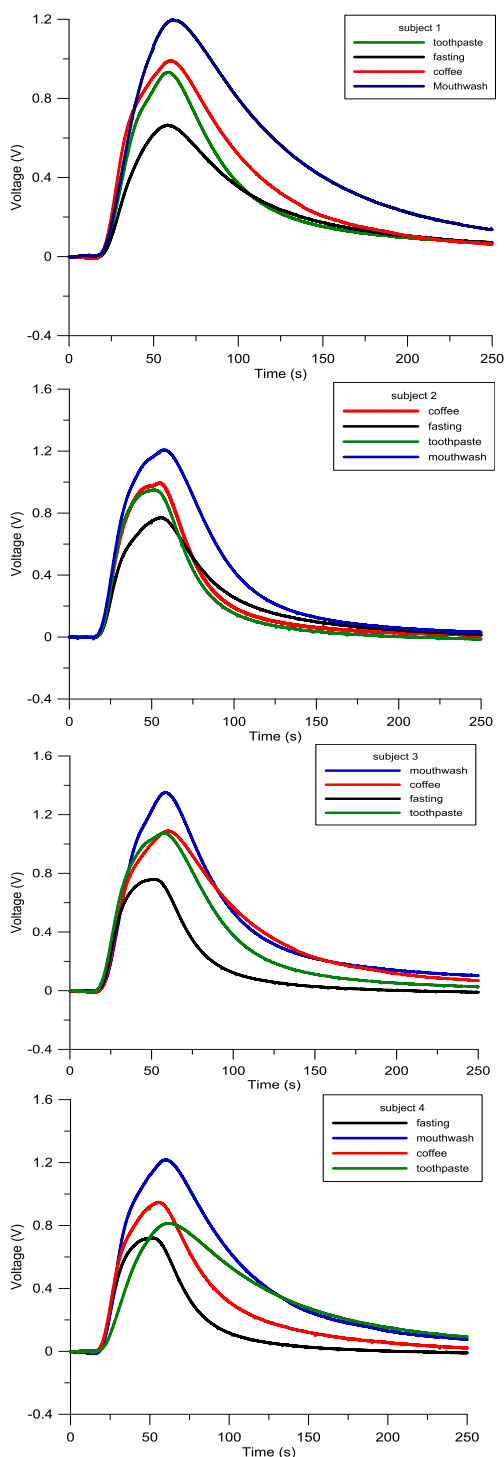 subject 1
toothpaste
fasting
coffee
Mouthwash
1.2
0.8
0.4
0
-0.4
Voltage (V)
0 50 100 150 200 250
Time (s)
subject 2
coffee
fasting
toothpaste
mouthwash
1.6
1.2
0.8
0.4
0
-0.4
Voltage (V)
0 50 100 150 200 250
Time (s)
subject 3
mouthwash
coffee
fasting
toothpaste
1.6
1.2
0.8
0.4
0
-0.4
Voltage (V)
0 50 100 150 200 250
Time (s)
subject 4
fasting
mouthwash
coffee
toothpaste
1.6
1.2
0.8
0.4
0
-0.4
Voltage (V)
0 50 100 150 200 250
Time (s)